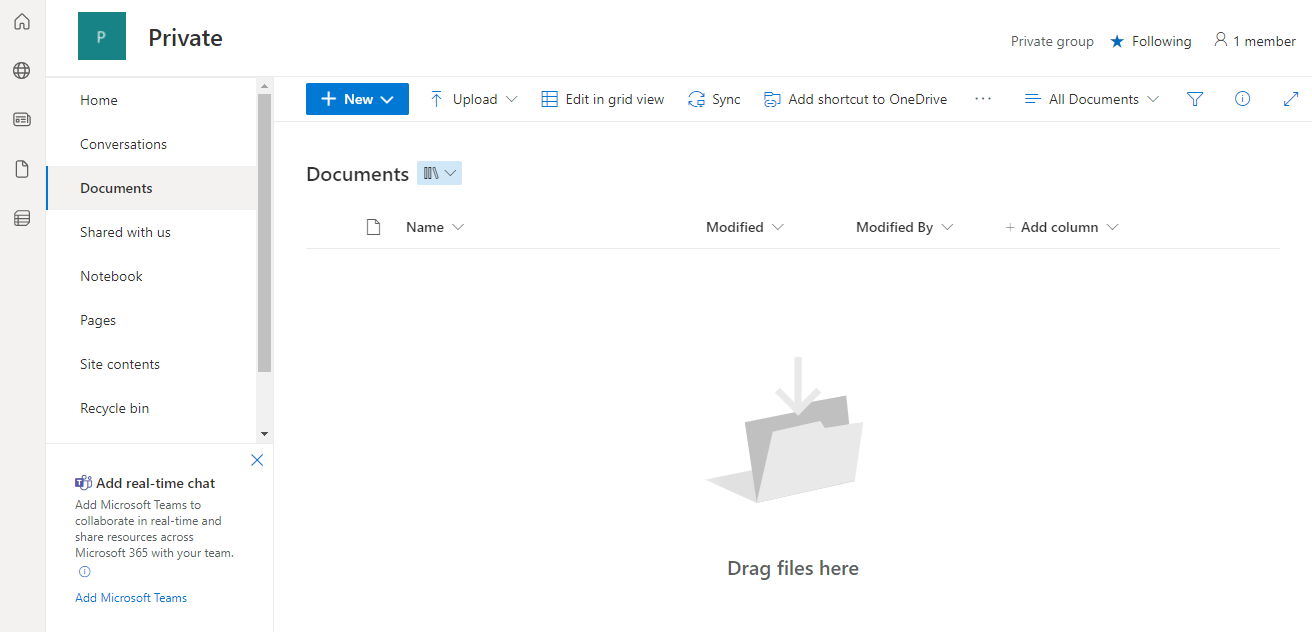 P
Private
Private group
Following
1 member
Home
Conversations
Documents
Shared with us
Notebook
Pages
Site contents
Recycle bin
Add real-time chat
Add Microsoft Teams to
collaborate in real-time and
share resources across
Microsoft 365 with your team.
Add Microsoft Teams
+ New
Upload
Edit in grid view
Sync
Add shortcut to OneDrive
...
All Documents
Documents
Name
Modified
Modified By
+ Add column
Drag files here